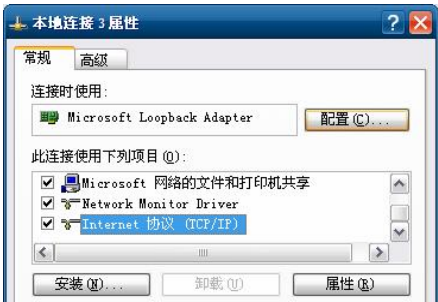 本地连接 3 属性
常规
高级
连接时使用:
Microsoft Loopback Adapter
配置(C)...
此连接使用下列项目(O):
Microsoft 网络的文件和打印机共享
Network Monitor Driver
Internet 协议 (TCP/IP)
安装(N)...
卸载(U)
属性(R)